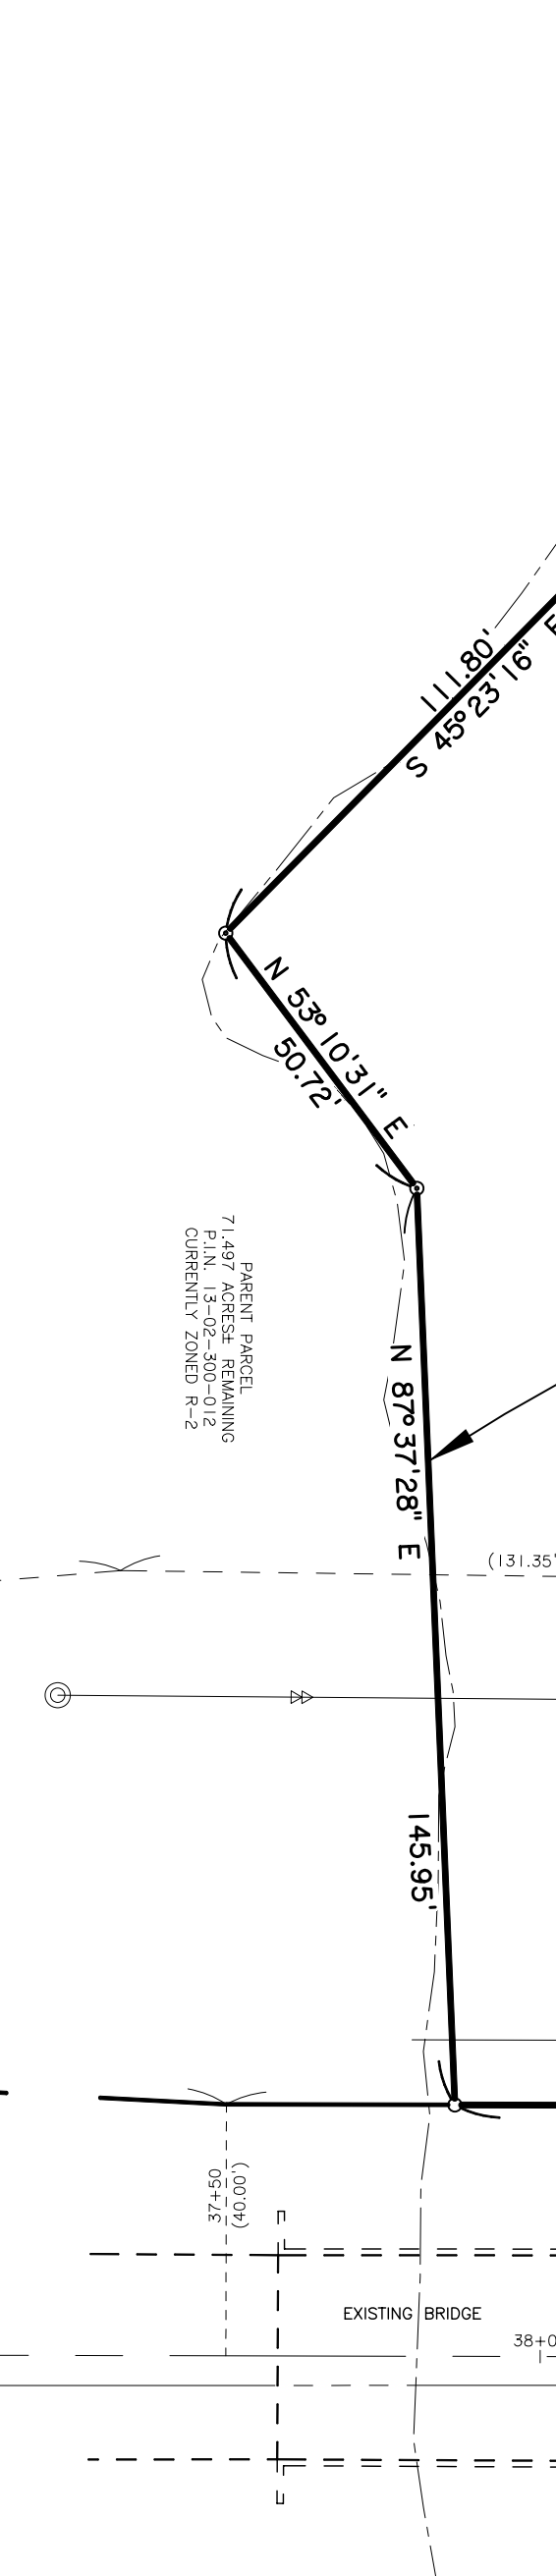 111.80'
S 45° 23' 16" E
N 53° 10'31" E
50.72'
PARENT PARCEL
71.497 ACRES± REMAINING
P.I.N. 13-02-300-012
CURRENTLY ZONED R-2
N 87° 37'28" E
(131.35'
145.95'
37+50
(40.00')
EXISTING BRIDGE
38+0